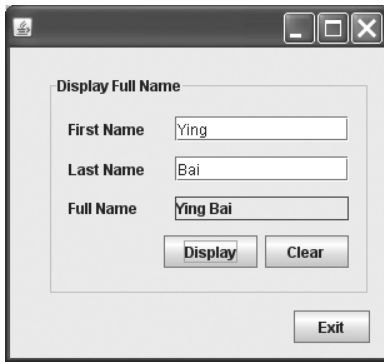 Display Full Name
First Name Ying
Last Name Bai
Full Name Ying Bai
Display Clear
Exit